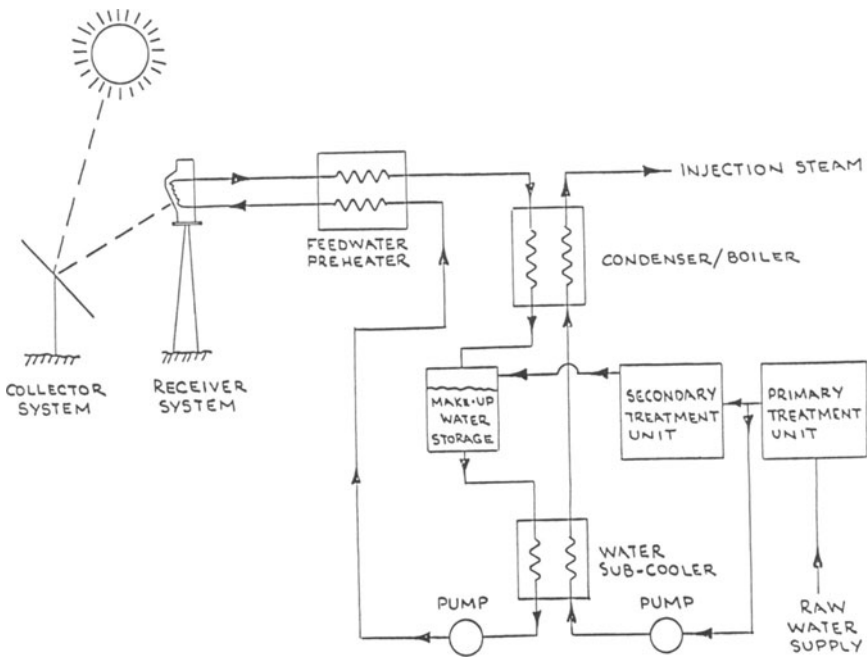 INJECTION STEAM
FEEDWATER
PREHEATER
CONDENSER/BOILER
COLLECTOR
SYSTEM
RECEIVER
SYSTEM
MAKE-UP
WATER
STORAGE
SECONDARY
TREATMENT
UNIT
PRIMARY
TREATMENT
UNIT
WATER
SUB-COOLER
PUMP
PUMP
RAW
WATER
SUPPLY